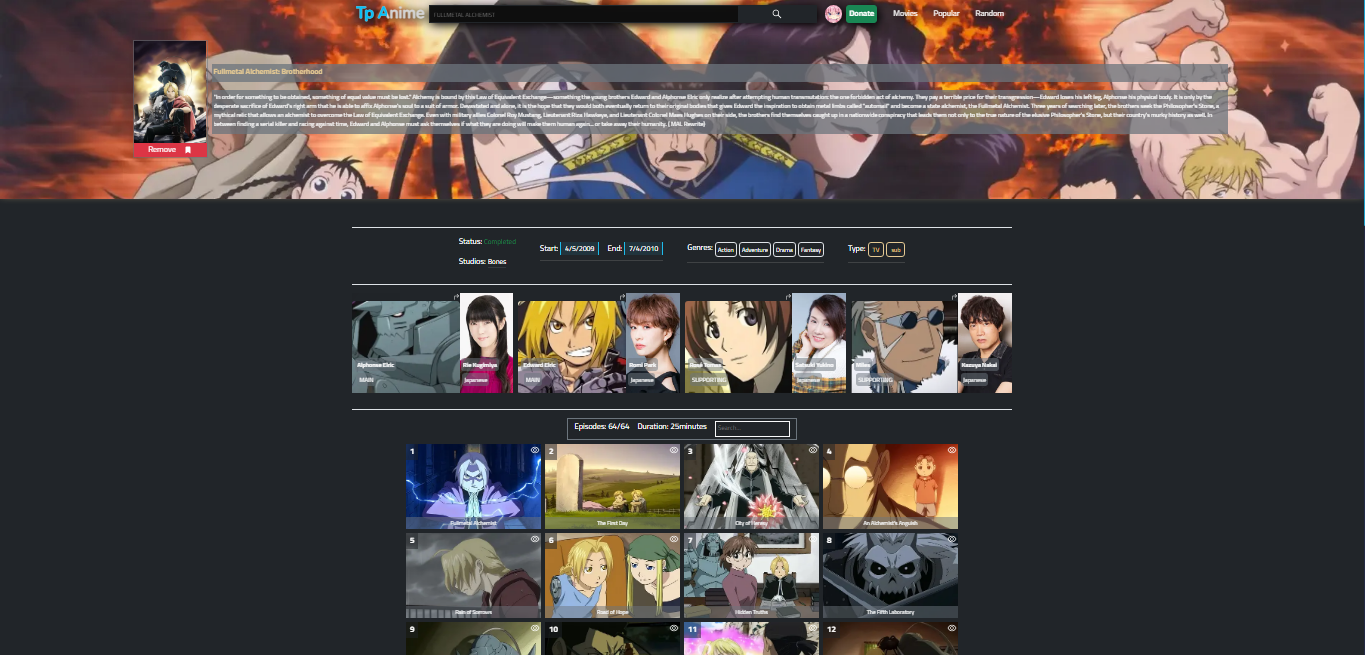 Tp Anime
FULLMETAL ALCHEMIST
Donate
Movies
Popular
Random
Fullmetal Alchemist: Brotherhood
"In order for something to be obtained, something of equal value must be lost." Alchemy is bound by this Law of Equivalent Exchange—something the young brothers Edward and Alphonse Elric only realize after attempting human transmutation: the one forbidden act of alchemy. They pay a terrible price for their transgression—Edward loses his left leg, Alphonse his physical body. It is only by the
desperate sacrifice of Edward's right arm that he is able to affix Alphonse's soul to a suit of armor. Devastated and alone, it is the hope that they would both eventually return to their original bodies that gives Edward the inspiration to obtain metal limbs called "automail" and become a state alchemist, the Fullmetal Alchemist. Three years of searching later, the brothers seek the Philosopher's Stone, a
mythical relic that allows an alchemist to overcome the Law of Equivalent Exchange. Even with military allies Colonel Roy Mustang, Lieutenant Riza Hawkeye, and Lieutenant Colonel Maes Hughes on their side, the brothers find themselves caught up in a nationwide conspiracy that leads them not only to the true nature of the elusive Philosopher's Stone, but their country's murky history as well. In
between finding a serial killer and racing against time, Edward and Alphonse must ask themselves if what they are doing will make them human again... or take away their humanity. ( MAL Rewrite)
Remove
Status: Completed
Studios: Bones
Start: 4/5/2009 End: 7/4/2010
Genres: Action Adventure Drama Fantasy
Type: TV sub
Alphonse Elric
MAIN
Rie Kugimiya
Japanese
Edward Elric
MAIN
Romi Park
Japanese
SUPPORTING
Satsuki Yukino
Japanese
Miles
SUPPORTING
Kazuya Nakai
Japanese
Episodes: 64/64 Duration: 25minutes Search...
1
Fullmetal Alchemist
2
The First Day
3
City of Heresy
4
An Alchemist's Anguish
5
Rain of Sorrows
6
Road of Hope
7
Hidden Truths
8
The Fifth Laboratory
9
10
11
12